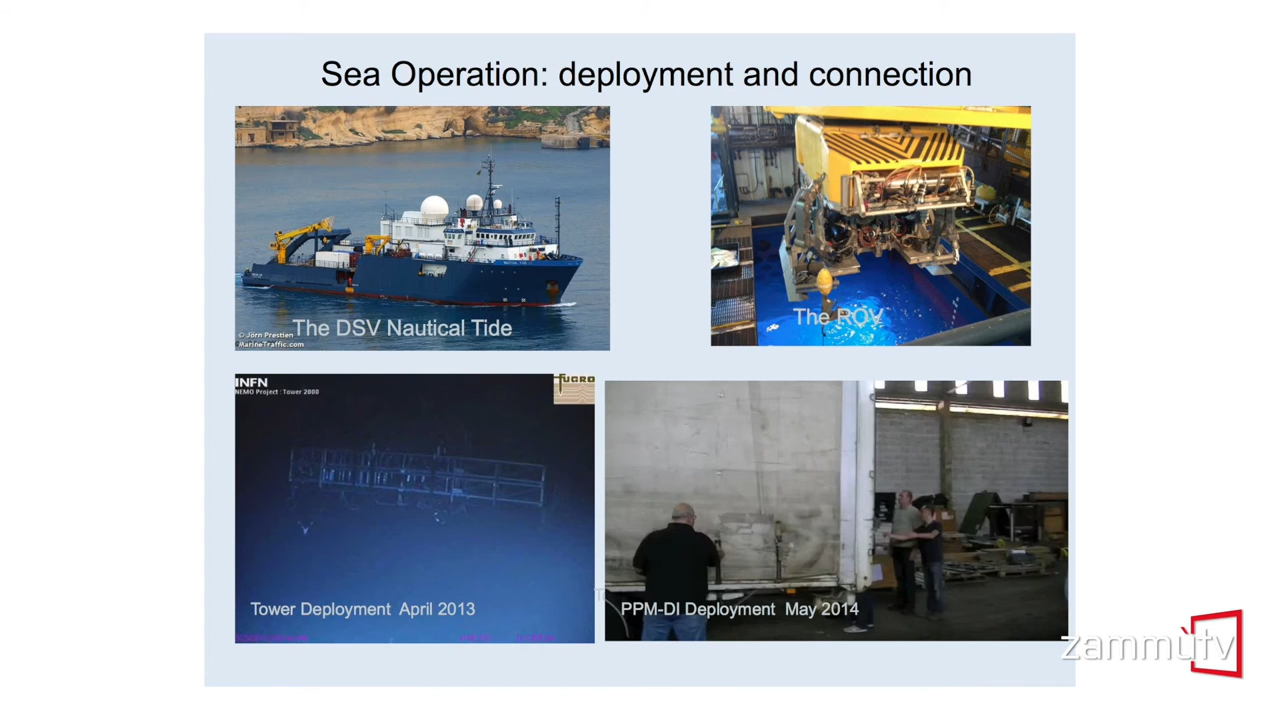 Sea Operation: deployment and connection
© Jörn Prestien
MarineTraffic.com
The DSV Nautical Tide
The ROV
INFN
NEMO Project : Tower 2000
fugro
Tower Deployment April 2013
PPM-DI Deployment May 2014
zammùtv